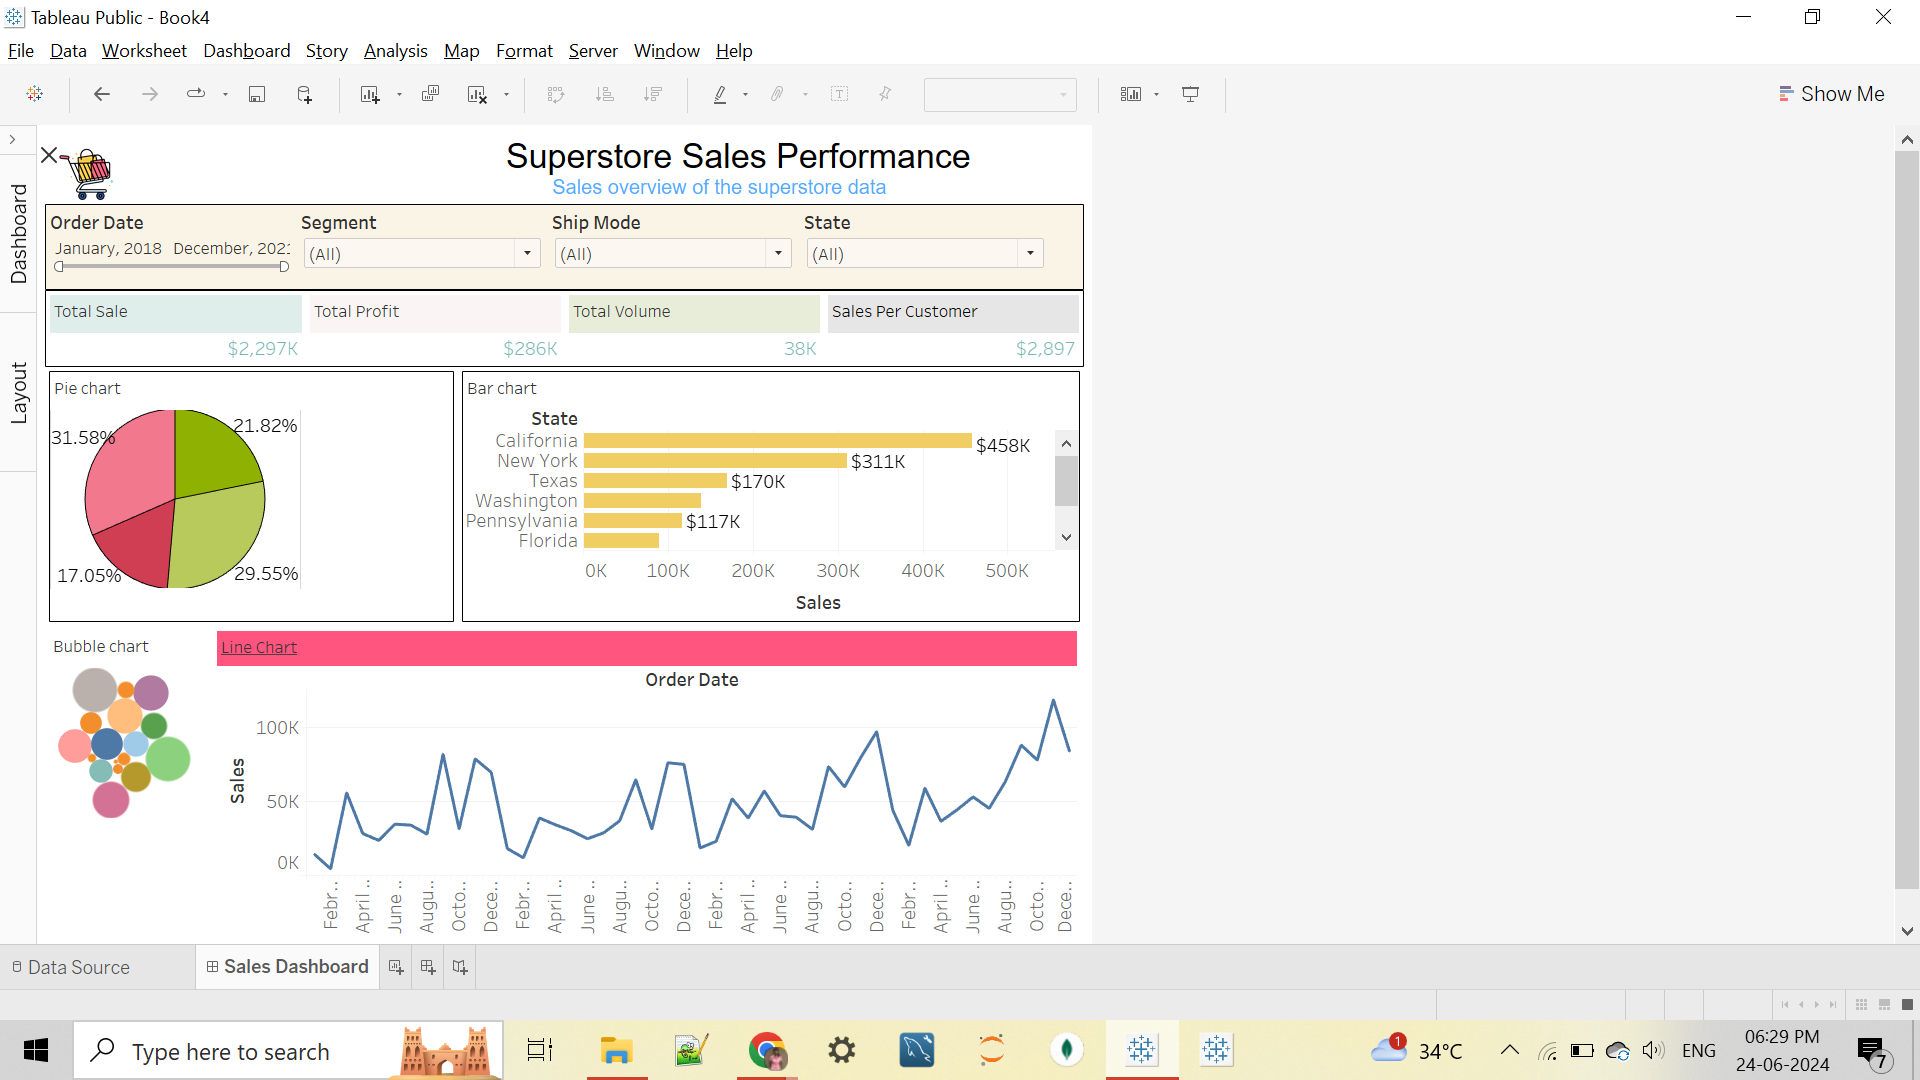 Tableau Public - Book4
File Data Worksheet Dashboard Story Analysis Map Format Server Window Help
Show Me
Dashboard
Layout
Superstore Sales Performance
Sales overview of the superstore data
Order Date Segment Ship Mode State
January, 2018 December, 2021
(All) (All) (All)
Total Sale Total Profit Total Volume Sales Per Customer
$2,297K $286K 38K $2,897
Pie chart
31.58% 21.82%
17.05% 29.55%
Bar chart
State
California $458K
New York $311K
Texas $170K
Washington
Pennsylvania $117K
Florida
0K 100K 200K 300K 400K 500K
Sales
Bubble chart
Line Chart
Order Date
Sales
100K
50K
0K
Febr.. April .. June .. Augu.. Octo.. Dece.. Febr.. April .. June .. Augu.. Octo.. Dece.. Febr.. April .. June .. Augu.. Octo.. Dece.. Febr.. April .. June .. Augu.. Octo.. Dece..
Data Source Sales Dashboard
Type here to search
1
34°C
ENG
06:29 PM
24-06-2024
7